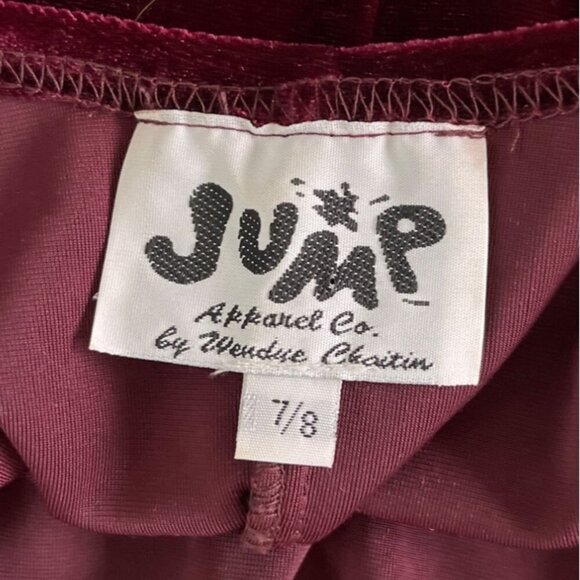 JUMP
Apparel Co.
by Wendye Chaitin
7/8